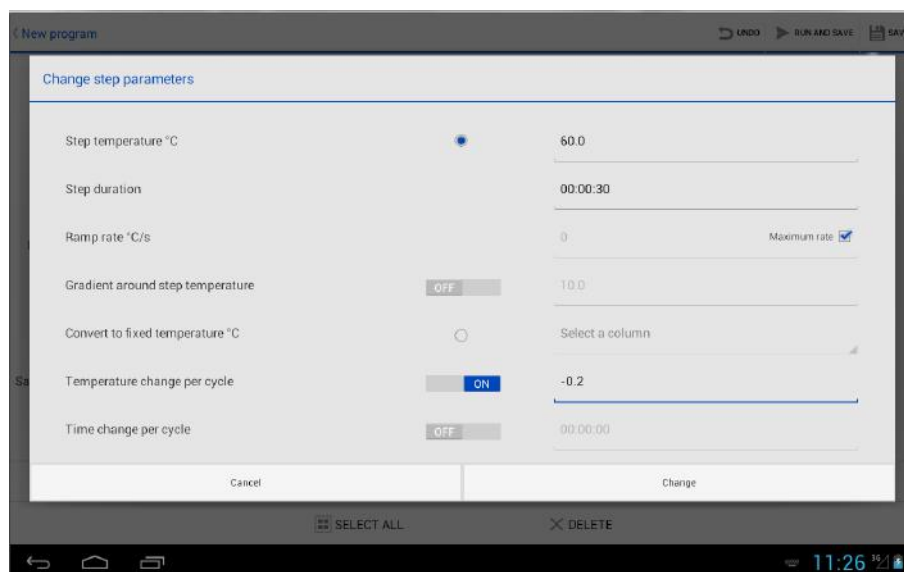 New program
UNDO RUN AND SAVE SAV
Change step parameters
Step temperature °C 60.0
Step duration 00:00:30
Ramp rate °C/s 0 Maximum rate
Gradient around step temperature OFF 10.0
Convert to fixed temperature °C Select a column
Sa
Temperature change per cycle ON -0.2
Time change per cycle OFF 00:00:00
Cancel Change
SELECT ALL DELETE
11:26 36